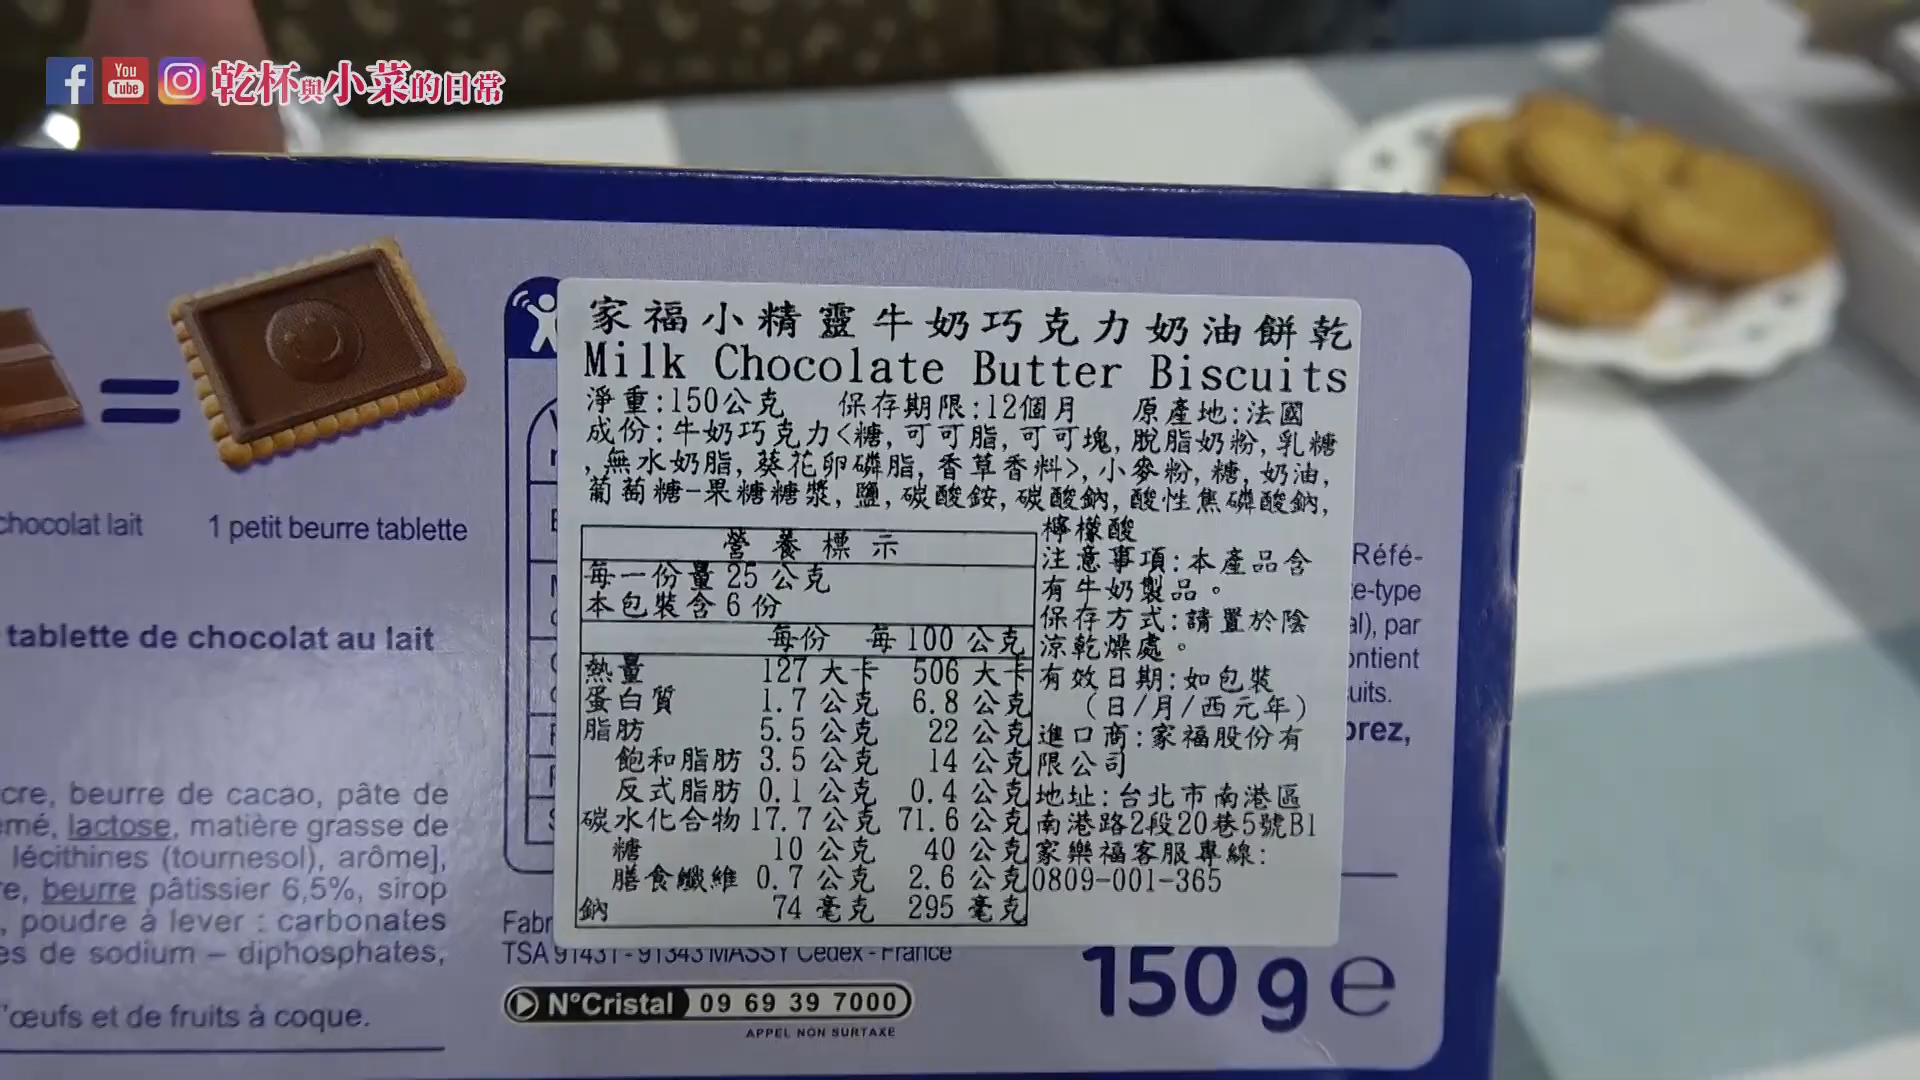 You Tube 乾杯與小菜的日常
家福小精靈牛奶巧克力奶油餅乾
Milk Chocolate Butter Biscuits
淨重:150公克 保存期限:12個月 原產地:法國
成份:牛奶巧克力<糖,可可脂,可可塊,脫脂奶粉,乳糖
,無水奶脂,葵花卵磷脂,香草香料>,小麥粉,糖,奶油,
葡萄糖-果糖糖漿,鹽,碳酸銨,碳酸鈉,酸性焦磷酸鈉,
檸檬酸
營養標示
每一份量 25 公克
本包裝含 6 份
每份 每 100 公克
熱量 127 大卡 506 大卡
蛋白質 1.7 公克 6.8 公克
脂肪 5.5 公克 22 公克
飽和脂肪 3.5 公克 14 公克
反式脂肪 0.1 公克 0.4 公克
碳水化合物 17.7 公克 71.6 公克
糖 10 公克 40 公克
膳食纖維 0.7 公克 2.6 公克
鈉 74 毫克 295 毫克
注意事項:本產品含
有牛奶製品。
保存方式:請置於陰
涼乾燥處。
有效日期:如包裝
(日/月/西元年)
進口商:家福股份有
限公司
地址:台北市南港區
南港路2段20巷5號B1
家樂福客服專線:
0809-001-365
chocolat lait 1 petit beurre tablette
tablette de chocolat au lait
cre, beurre de cacao, pâte de
mé, lactose, matière grasse de
lécithines (tournesol), arôme],
re, beurre pâtissier 6,5%, sirop
, poudre à lever : carbonates
es de sodium – diphosphates,
'œufs et de fruits à coque.
Réfé-
e-type
al), par
ontient
uits.
orez,
Fabr
TSA 91431 - 91343 MASSY Cedex - France
N°Cristal 09 69 39 7000
APPEL NON SURTAXE
150 g e